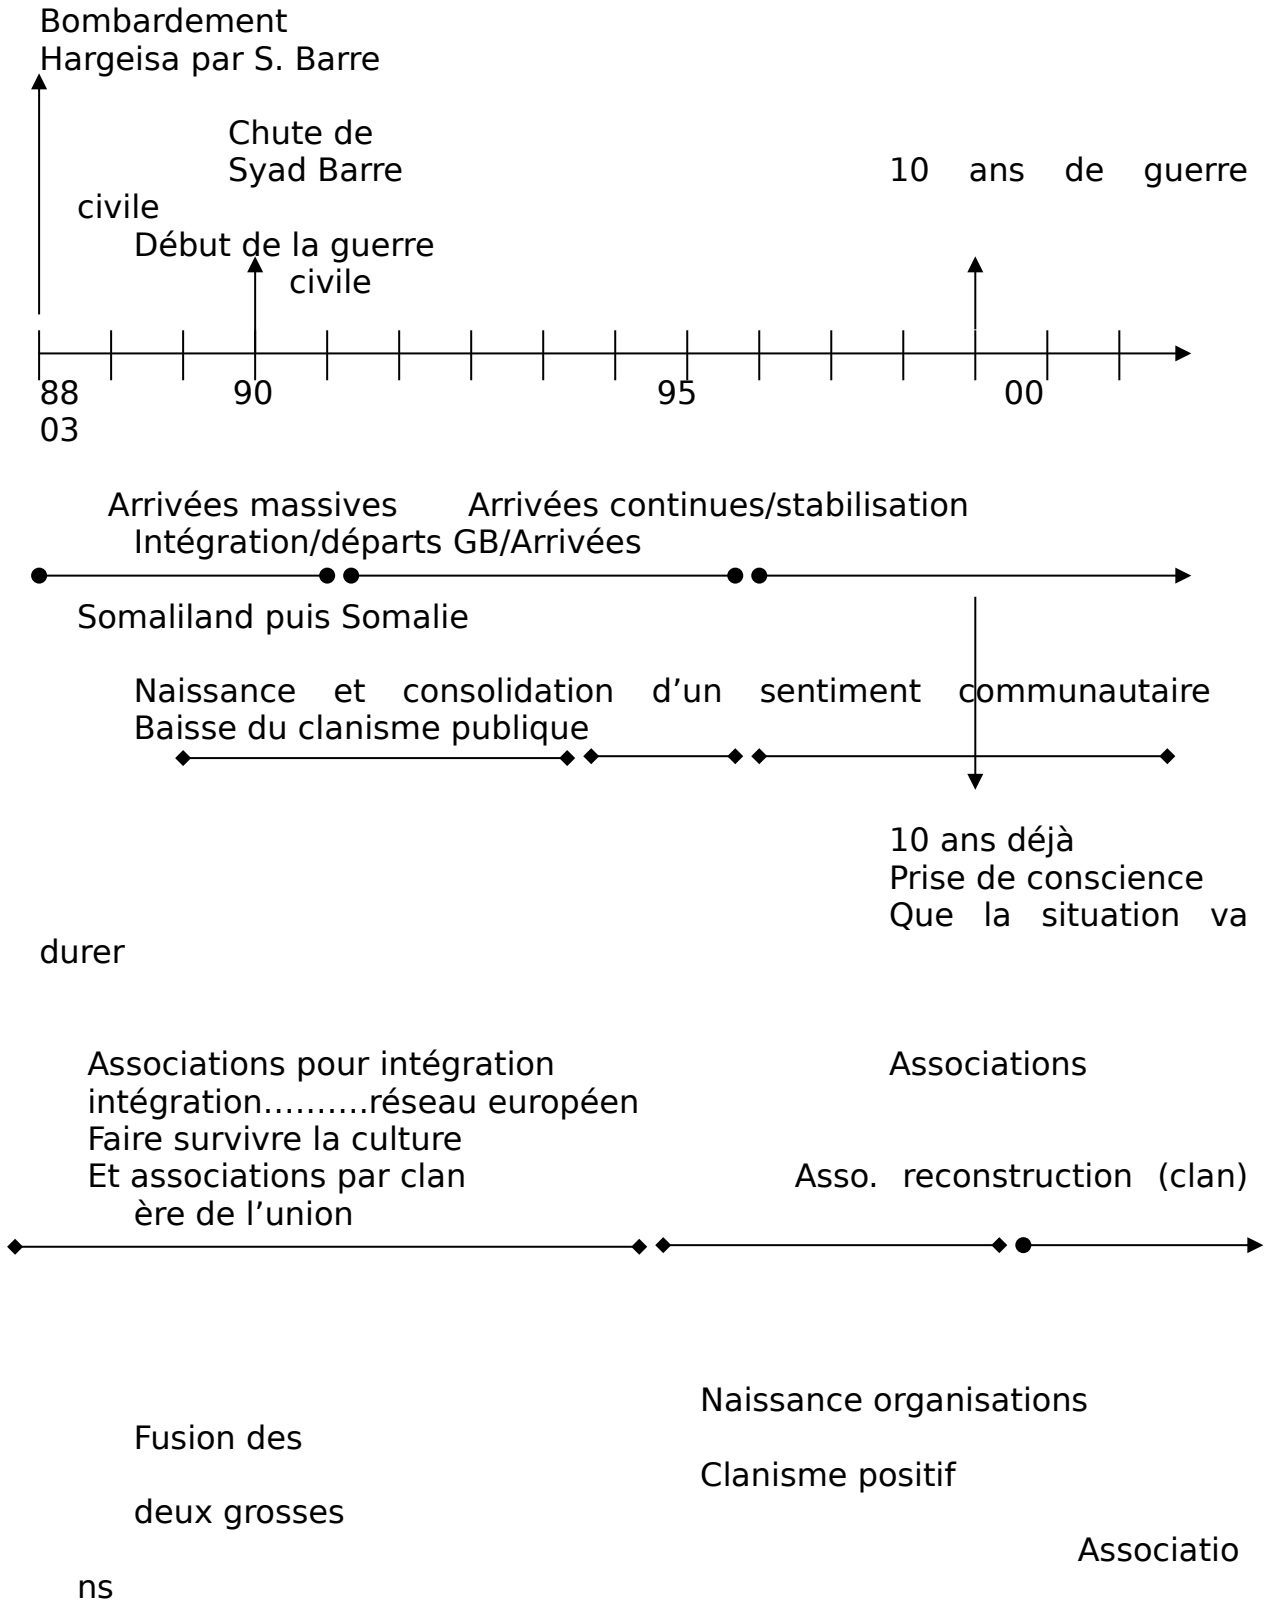 Bombardement
Hargeisa par S. Barre
Chute de
Syad Barre 10 ans de guerre
civile
Début de la guerre
civile
88 90 95 00
03
Arrivées massives Arrivées continues/stabilisation
Intégration/départs GB/Arrivées
Somaliland puis Somalie
Naissance et consolidation d’un sentiment communautaire
Baisse du clanisme publique
10 ans déjà
Prise de conscience
Que la situation va
durer
Associations pour intégration Associations
intégration……….réseau européen
Faire survivre la culture
Et associations par clan Asso. reconstruction (clan)
ère de l’union
Naissance organisations
Fusion des
Clanisme positif
deux grosses
Associatio
ns